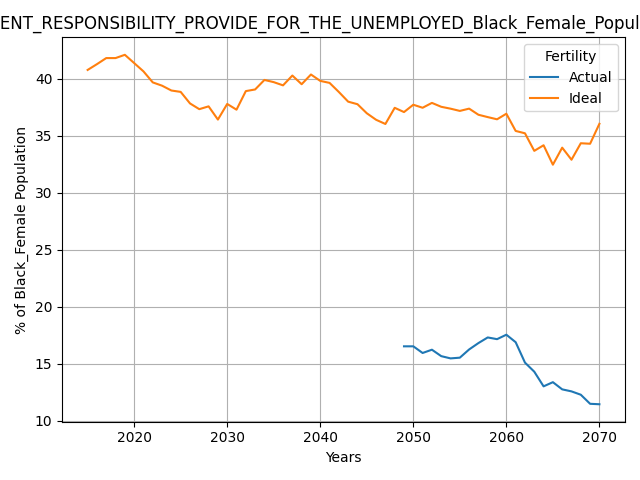 ENT_RESPONSIBILITY_PROVIDE_FOR_THE_UNEMPLOYED_Black_Female_Popul
Fertility
Actual
Ideal
% of Black_Female Population
40
35
30
25
20
15
10
2020 2030 2040 2050 2060 2070
Years